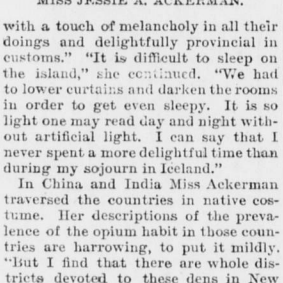 MISS JESSIE A. ACKERMAN.
with a touch of melancholy in all their
doings and delightfully provincial in
customs." "It is difficult to sleep on
the island," she continued. "We had
to lower curtains and darken the rooms
in order to get even sleepy. It is so
light one may read day and night with-
out artificial light. I can say that I
never spent a more delightful time than
during my sojourn in Iceland."
In China and India Miss Ackerman
traversed the countries in native cos-
tume. Her descriptions of the preva-
lence of the opium habit in those coun-
tries are harrowing, to put it mildly.
"But I find that there are whole dis-
tricts devoted to these dens in New